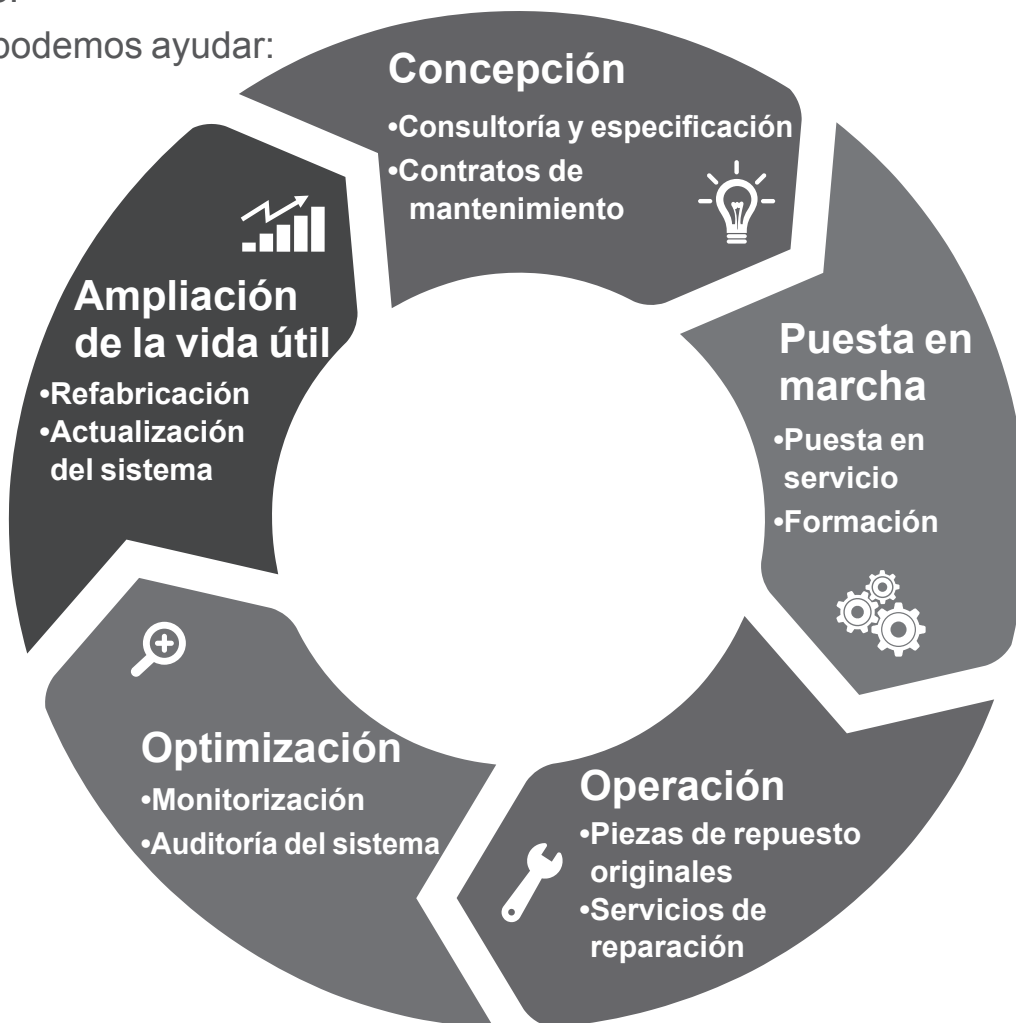 podemos ayudar:
Concepción
•Consultoría y especificación
•Contratos de
mantenimiento
Puesta en
marcha
•Puesta en
servicio
•Formación
Operación
•Piezas de repuesto
originales
•Servicios de
reparación
Optimización
•Monitorización
•Auditoría del sistema
Ampliación
de la vida útil
•Refabricación
•Actualización
del sistema